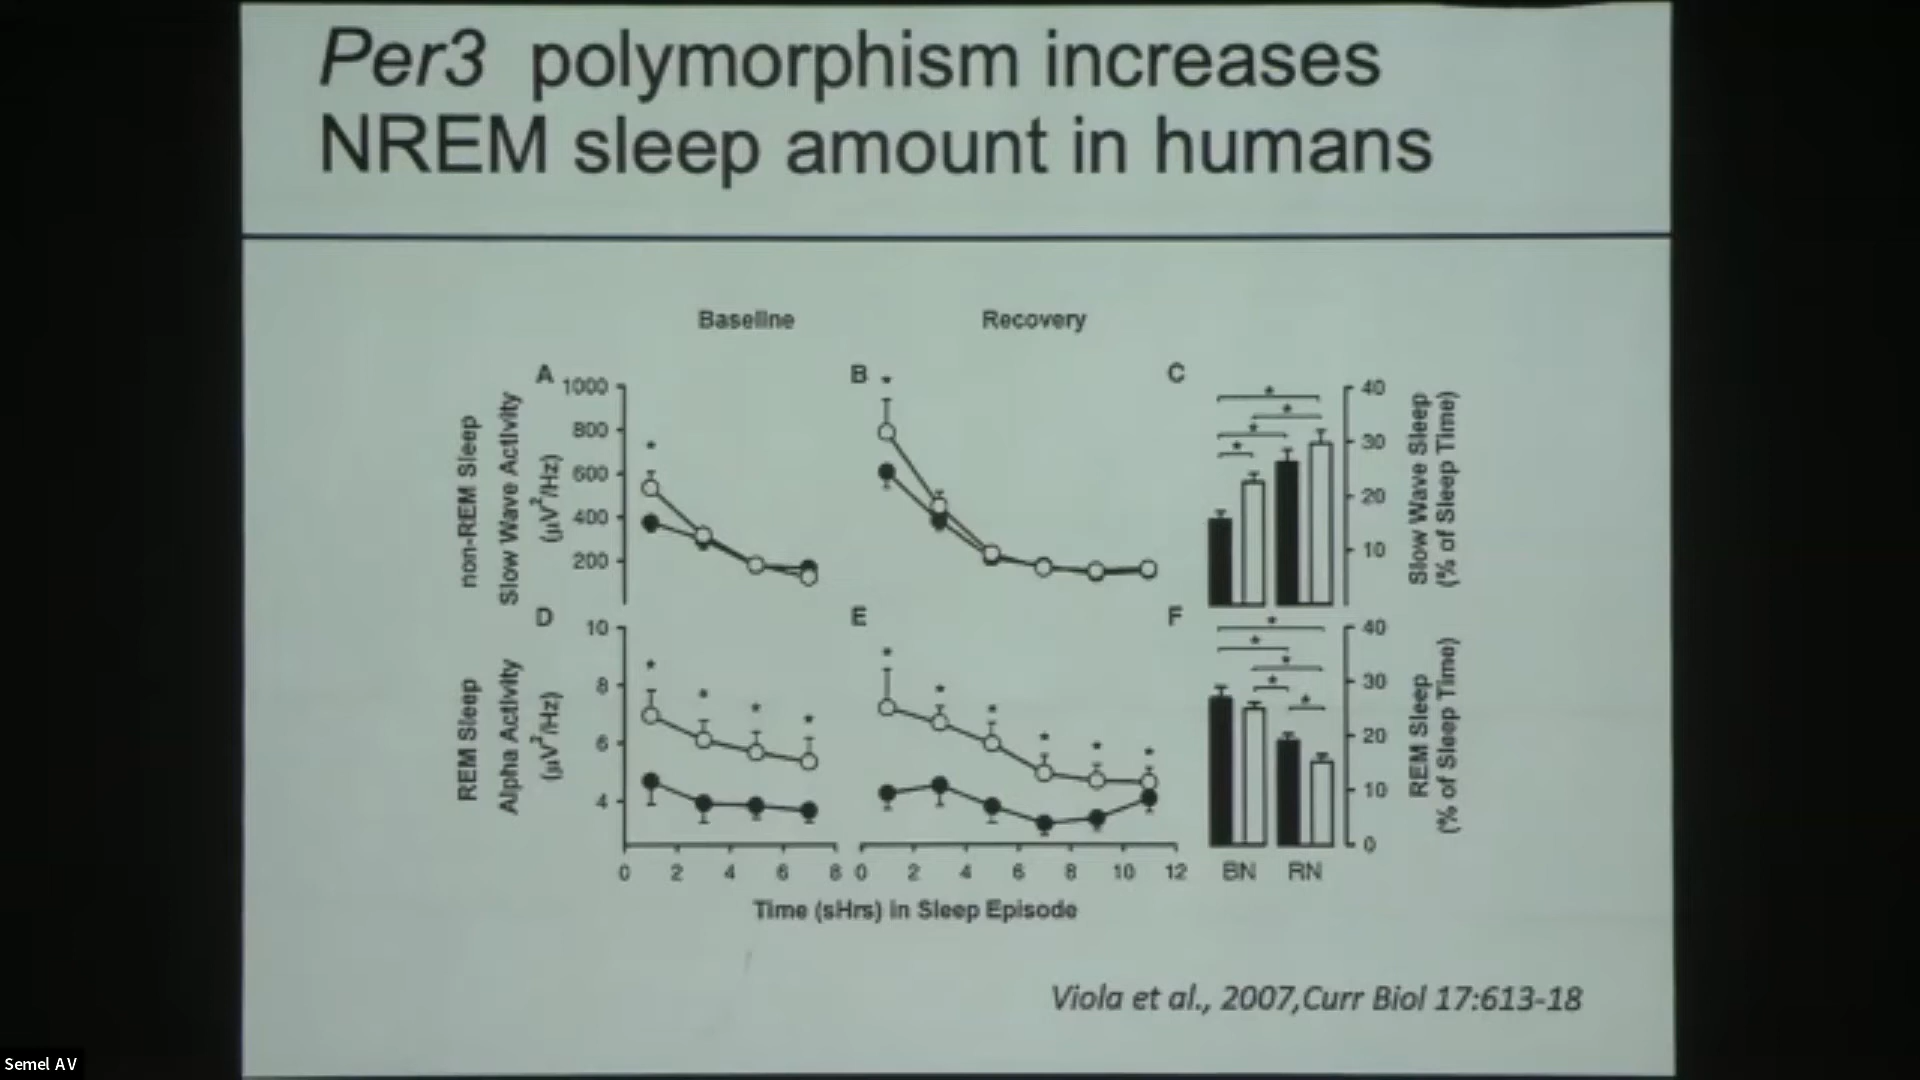 Per3 polymorphism increases
NREM sleep amount in humans
Baseline
Recovery
A
B
C
non-REM Sleep
Slow Wave Activity
(µV²/Hz)
1000
800
600
400
200
*
*
*
*
*
*
40
30
20
10
Slow Wave Sleep
(% of Sleep Time)
D
E
F
REM Sleep
Alpha Activity
(µV²/Hz)
10
8
6
4
* * * *
* * * * * *
*
*
*
*
*
40
30
20
10
0
REM Sleep
(% of Sleep Time)
0 2 4 6 8
0 2 4 6 8 10 12
BN RN
Time (sHrs) in Sleep Episode
Viola et al., 2007,Curr Biol 17:613-18
Semel AV